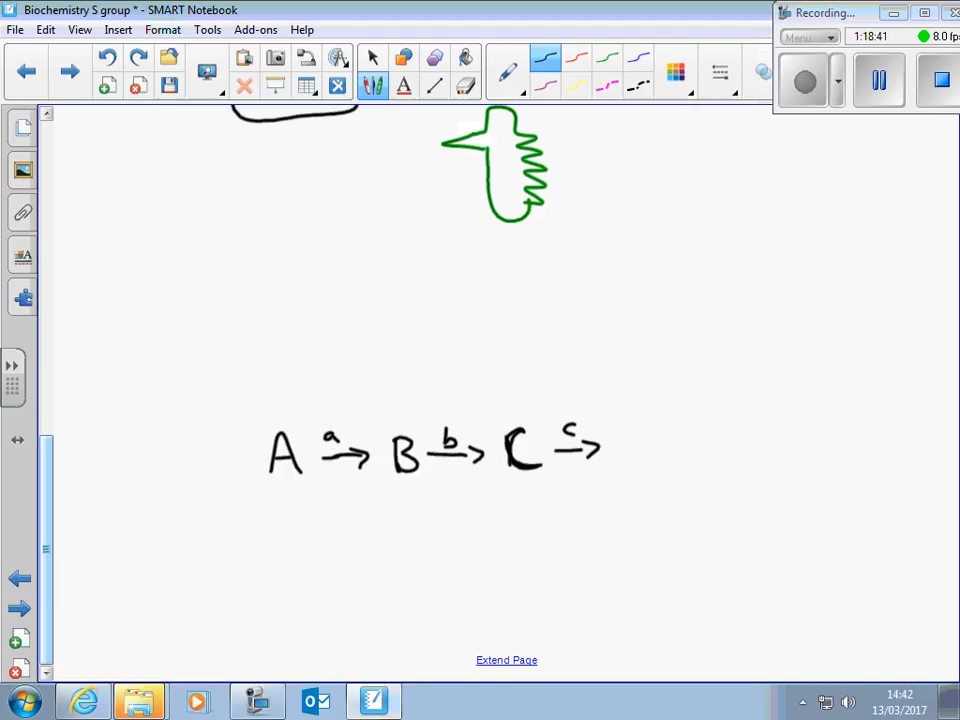 Biochemistry S group * - SMART Notebook
Recording...
File Edit View Insert Format Tools Add-ons Help
Menu
1:18:41
8.0 fp
A
A a→ B b→ C c→
Extend Page
14:42
13/03/2017